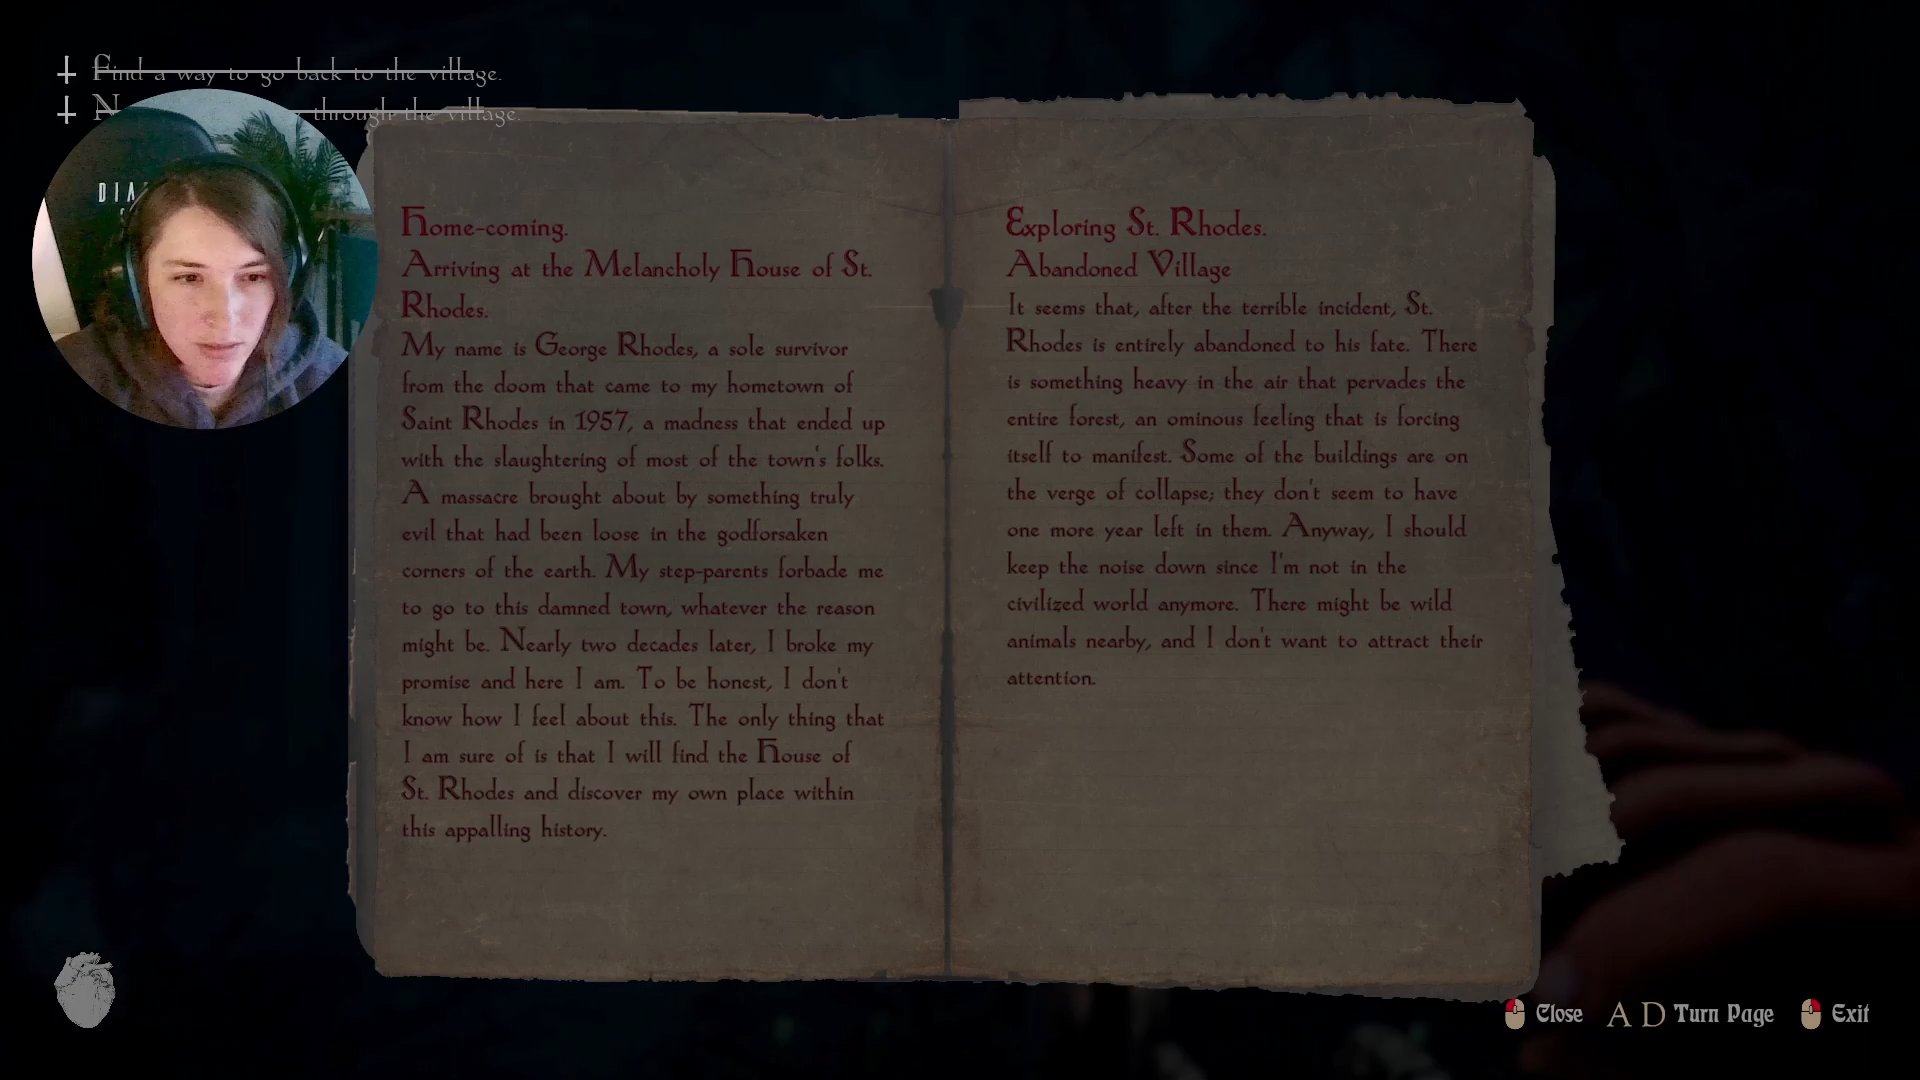 Find a way to go back to the village.
through the village.
DIA
Home-coming.
Arriving at the Melancholy House of St.
Rhodes.
My name is George Rhodes, a sole survivor
from the doom that came to my hometown of
Saint Rhodes in 1957, a madness that ended up
with the slaughtering of most of the town's folks.
A massacre brought about by something truly
evil that had been loose in the godforsaken
corners of the earth. My step-parents forbade me
to go to this damned town, whatever the reason
might be. Nearly two decades later, I broke my
promise and here I am. To be honest, I don't
know how I feel about this. The only thing that
I am sure of is that I will find the House of
St. Rhodes and discover my own place within
this appalling history.
Exploring St. Rhodes.
Abandoned Village
It seems that, after the terrible incident, St.
Rhodes is entirely abandoned to his fate. There
is something heavy in the air that pervades the
entire forest, an ominous feeling that is forcing
itself to manifest. Some of the buildings are on
the verge of collapse; they don't seem to have
one more year left in them. Anyway, I should
keep the noise down since I'm not in the
civilized world anymore. There might be wild
animals nearby, and I don't want to attract their
attention.
Close A D Turn Page Exit